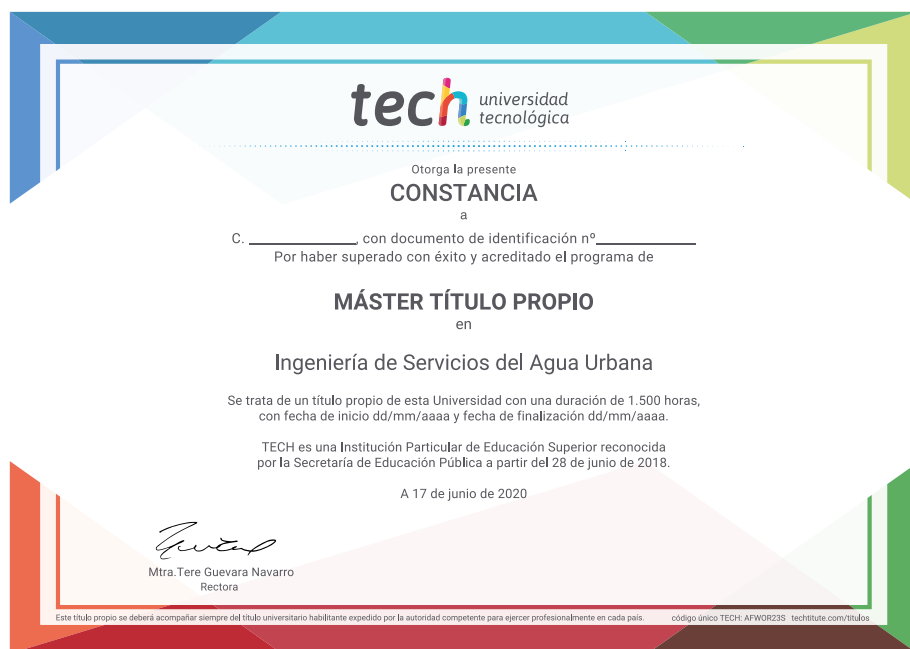 tech universidad
tecnológica
Otorga la presente
CONSTANCIA
a
C. ____________, con documento de identificación nº____________
Por haber superado con éxito y acreditado el programa de
MÁSTER TÍTULO PROPIO
en
Ingeniería de Servicios del Agua Urbana
Se trata de un título propio de esta Universidad con una duración de 1.500 horas,
con fecha de inicio dd/mm/aaaa y fecha de finalización dd/mm/aaaa.
TECH es una Institución Particular de Educación Superior reconocida
por la Secretaría de Educación Pública a partir del 28 de junio de 2018.
A 17 de junio de 2020
Mtra.Tere Guevara Navarro
Rectora
Este título propio se deberá acompañar siempre del título universitario habilitante expedido por la autoridad competente para ejercer profesionalmente en cada país. código único TECH: AFWOR23S techtitute.com/titulos